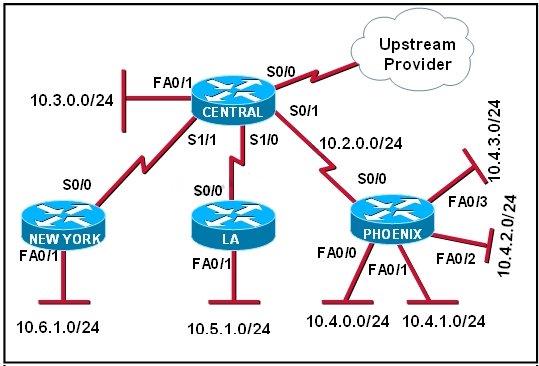 Upstream
Provider
S0/0
FA0/1
10.3.0.0/24
CENTRAL
S0/1
S1/1
S1/0
10.2.0.0/24
10.4.3.0/24
S0/0
S0/0
S0/0
FA0/3
NEW YORK
LA
PHOENIX
10.4.2.0/24
FA0/1
FA0/1
FA0/0
FA0/1
FA0/2
10.6.1.0/24
10.5.1.0/24
10.4.0.0/24
10.4.1.0/24